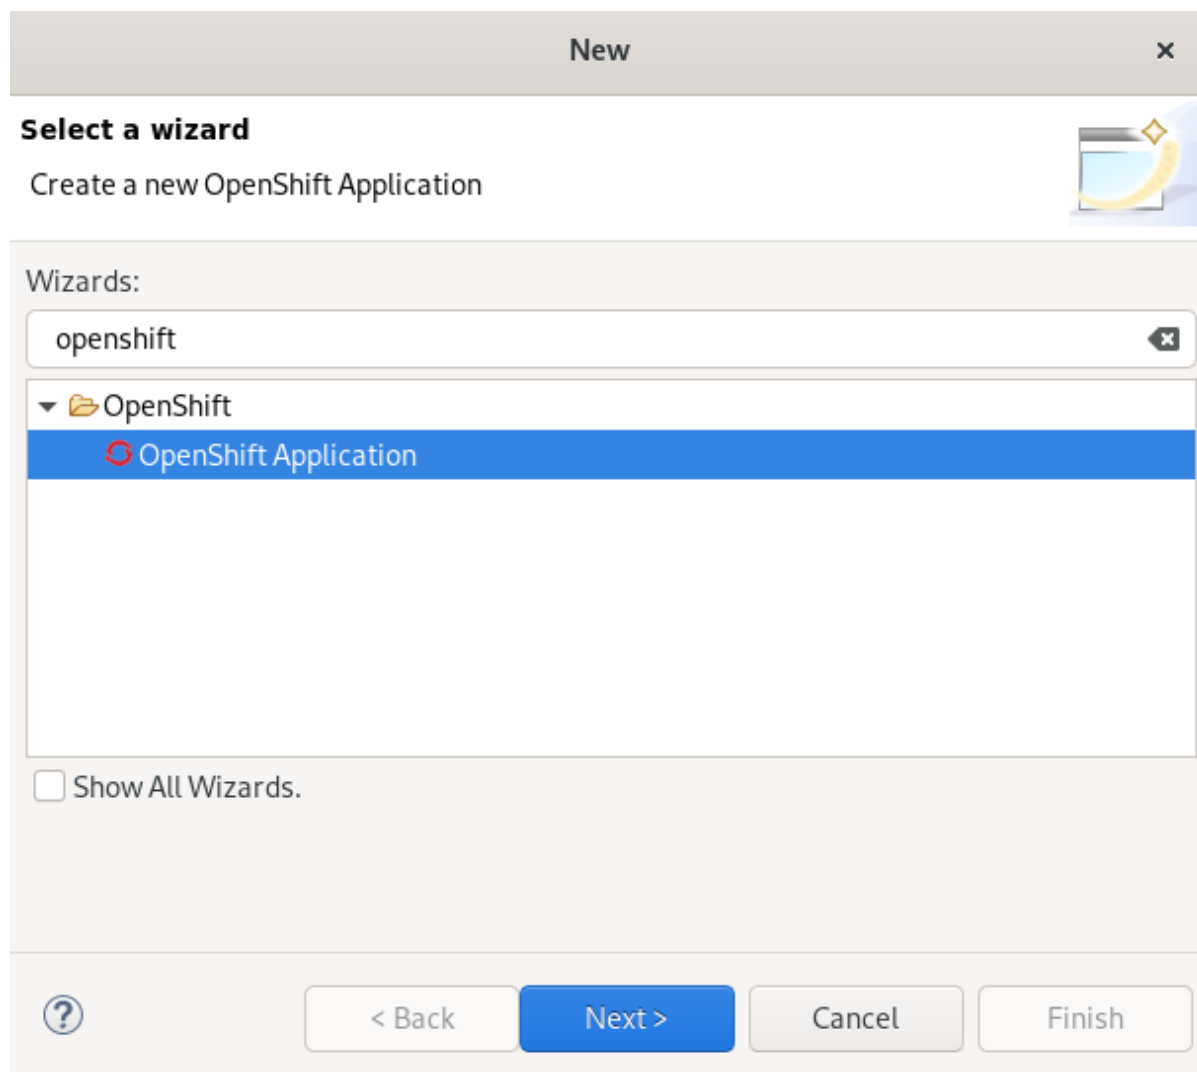 New
Select a wizard
Create a new OpenShift Application
Wizards:
openshift
OpenShift
OpenShift Application
Show All Wizards.
? < Back Next > Cancel Finish